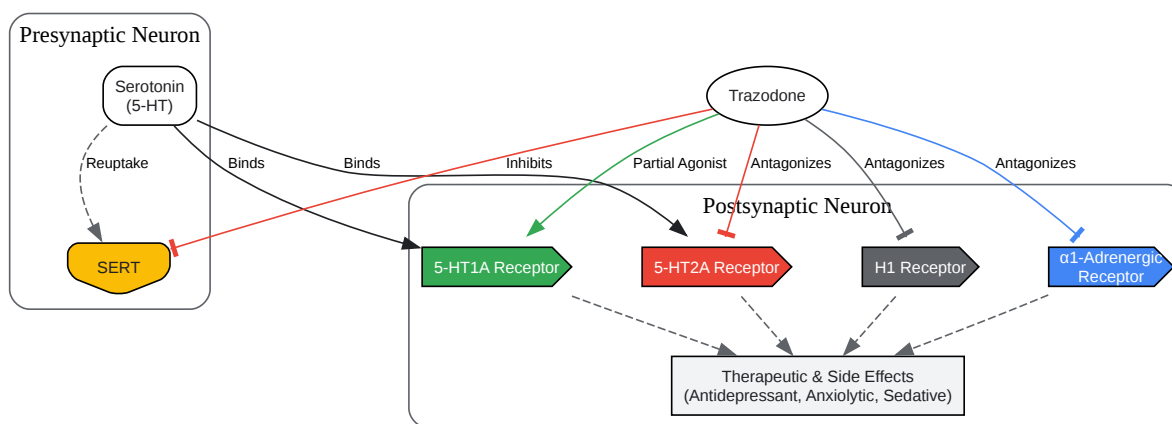 Presynaptic Neuron
Serotonin
(5-HT)
Trazodone
Reuptake
Binds
Binds
Inhibits
Partial Agonist
Antagonizes
Antagonizes
Antagonizes
Postsynaptic Neuron
SERT
5-HT1A Receptor
5-HT2A Receptor
H1 Receptor
α1-Adrenergic
Receptor
Therapeutic & Side Effects
(Antidepressant, Anxiolytic, Sedative)